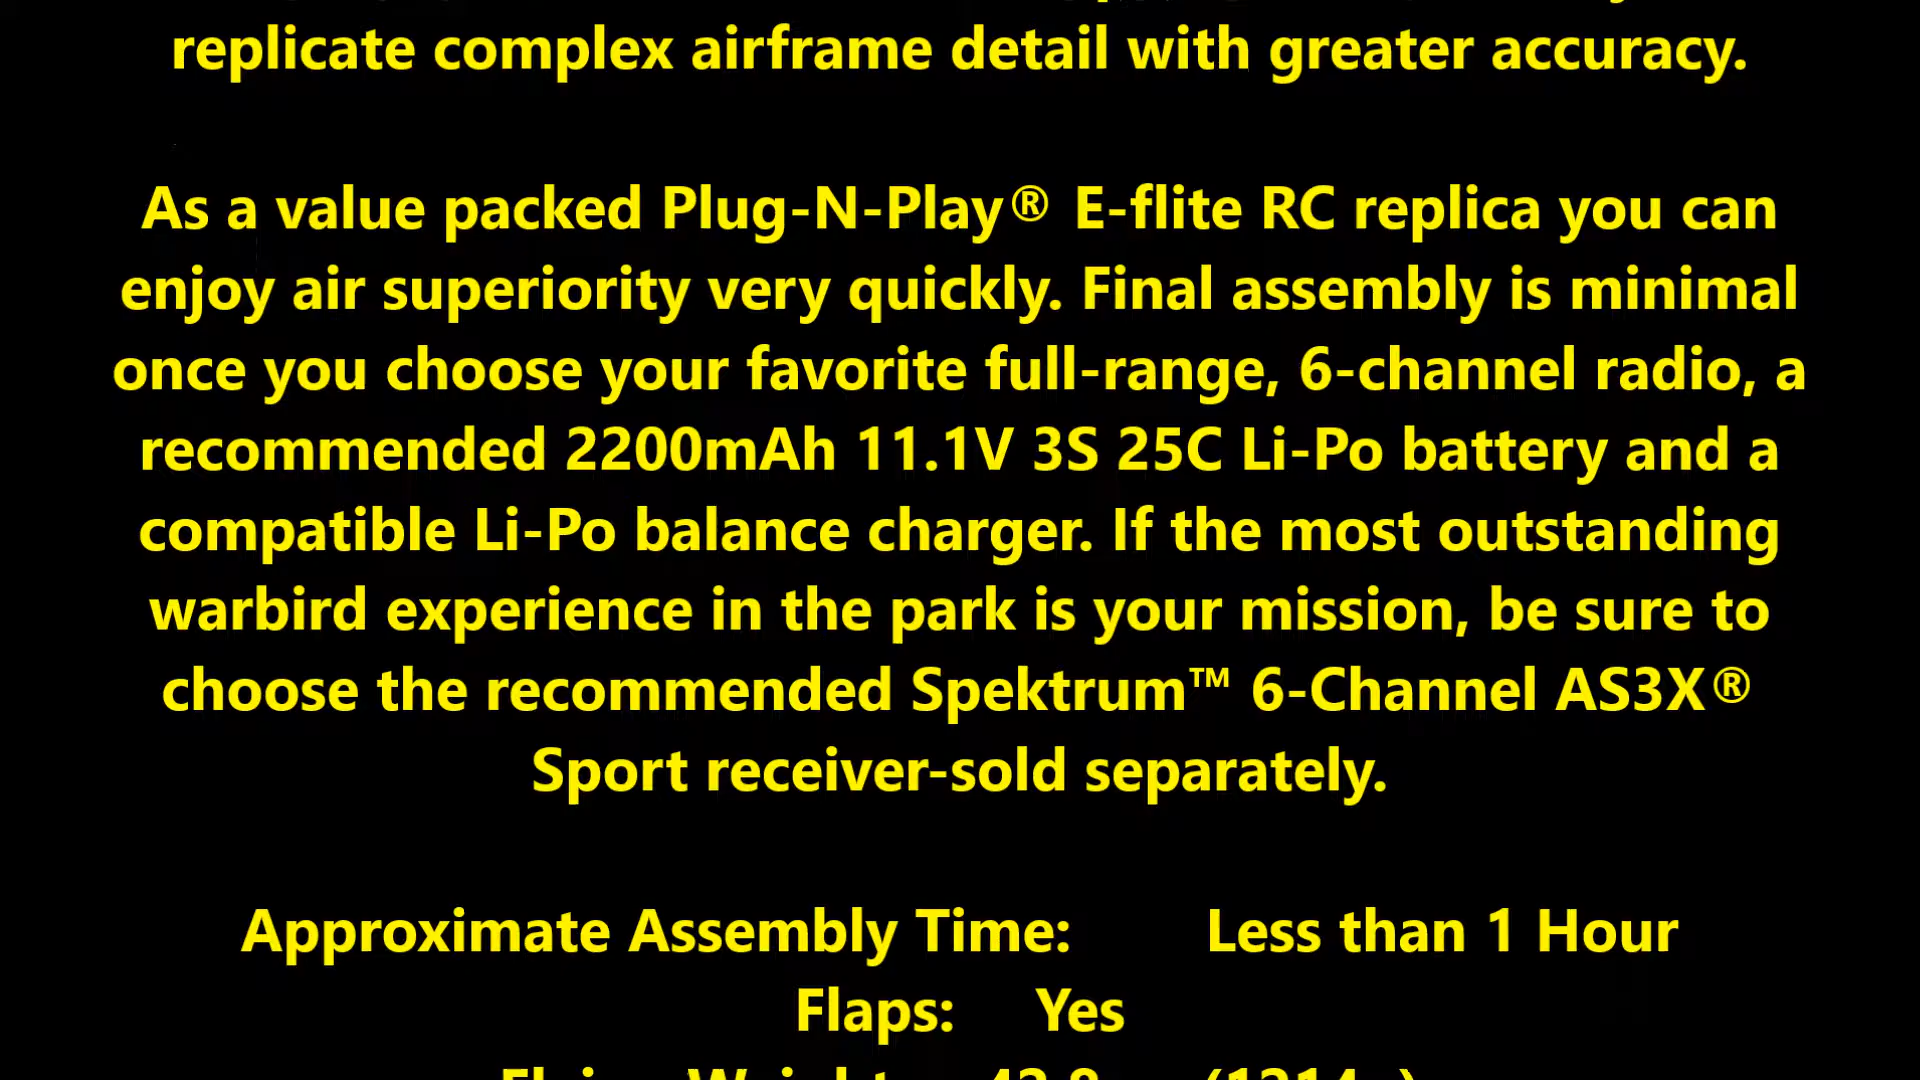 replicate complex airframe detail with greater accuracy.
As a value packed Plug-N-Play® E-flite RC replica you can
enjoy air superiority very quickly. Final assembly is minimal
once you choose your favorite full-range, 6-channel radio, a
recommended 2200mAh 11.1V 3S 25C Li-Po battery and a
compatible Li-Po balance charger. If the most outstanding
warbird experience in the park is your mission, be sure to
choose the recommended Spektrum™ 6-Channel AS3X®
Sport receiver-sold separately.
Approximate Assembly Time: Less than 1 Hour
Flaps: Yes